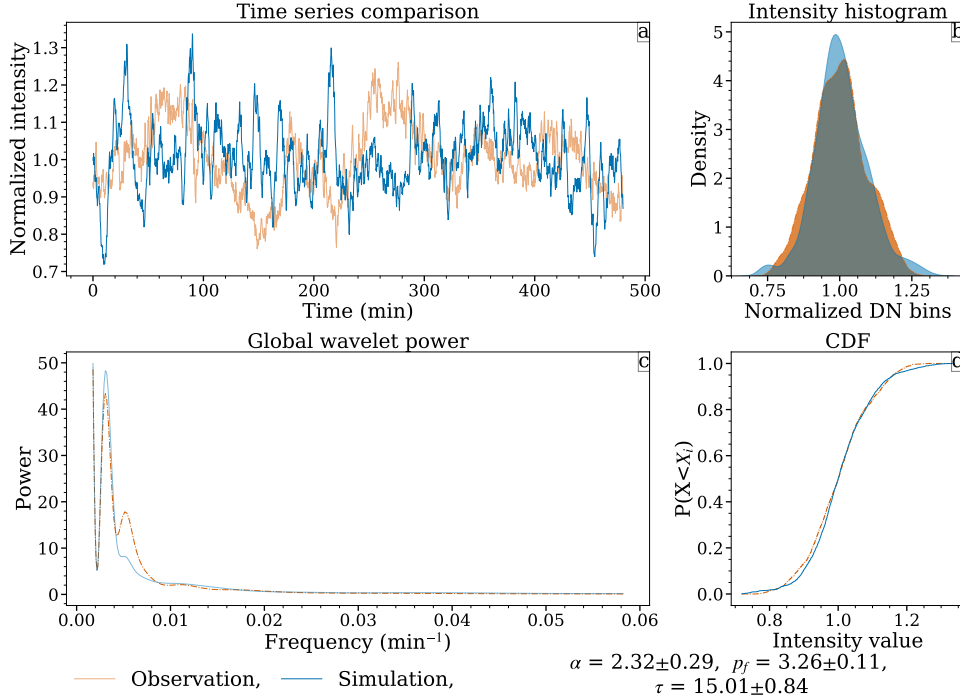 Time series comparison
a
Normalized intensity
1.3
1.2
1.1
1.0
0.9
0.8
0.7
0
100
200
300
400
500
Time (min)
Intensity histogram
b
Density
5
4
3
2
1
0
0.75
1.00
1.25
Normalized DN bins
Global wavelet power
c
Power
50
40
30
20
10
0
0.00
0.01
0.02
0.03
0.04
0.05
0.06
Frequency (min⁻¹)
CDF
d
P(X<Xᵢ)
1.0
0.8
0.6
0.4
0.2
0.0
0.8
1.0
1.2
Intensity value
Observation,
Simulation,
α = 2.32±0.29, p_f = 3.26±0.11,
τ = 15.01±0.84